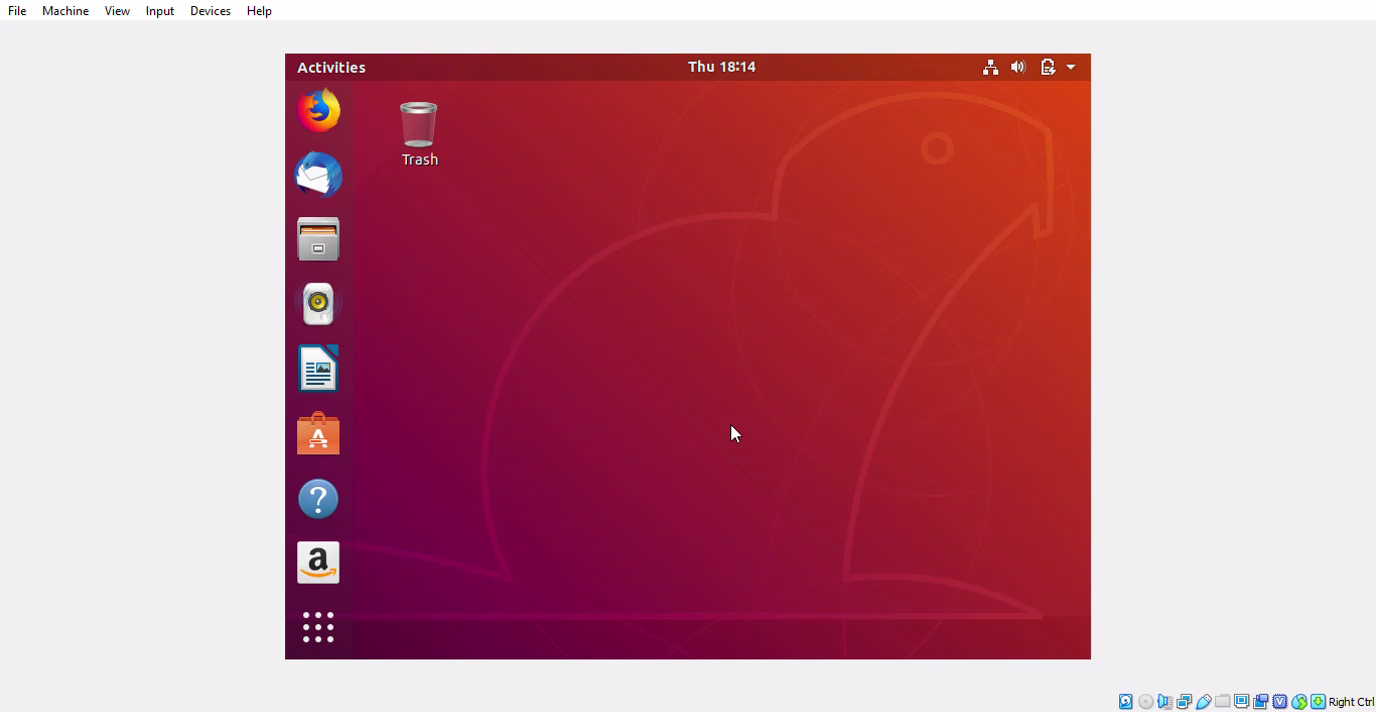 File Machine View Input Devices Help
Activities Thu 18:14
Trash
A
?
a
V
Right Ctrl